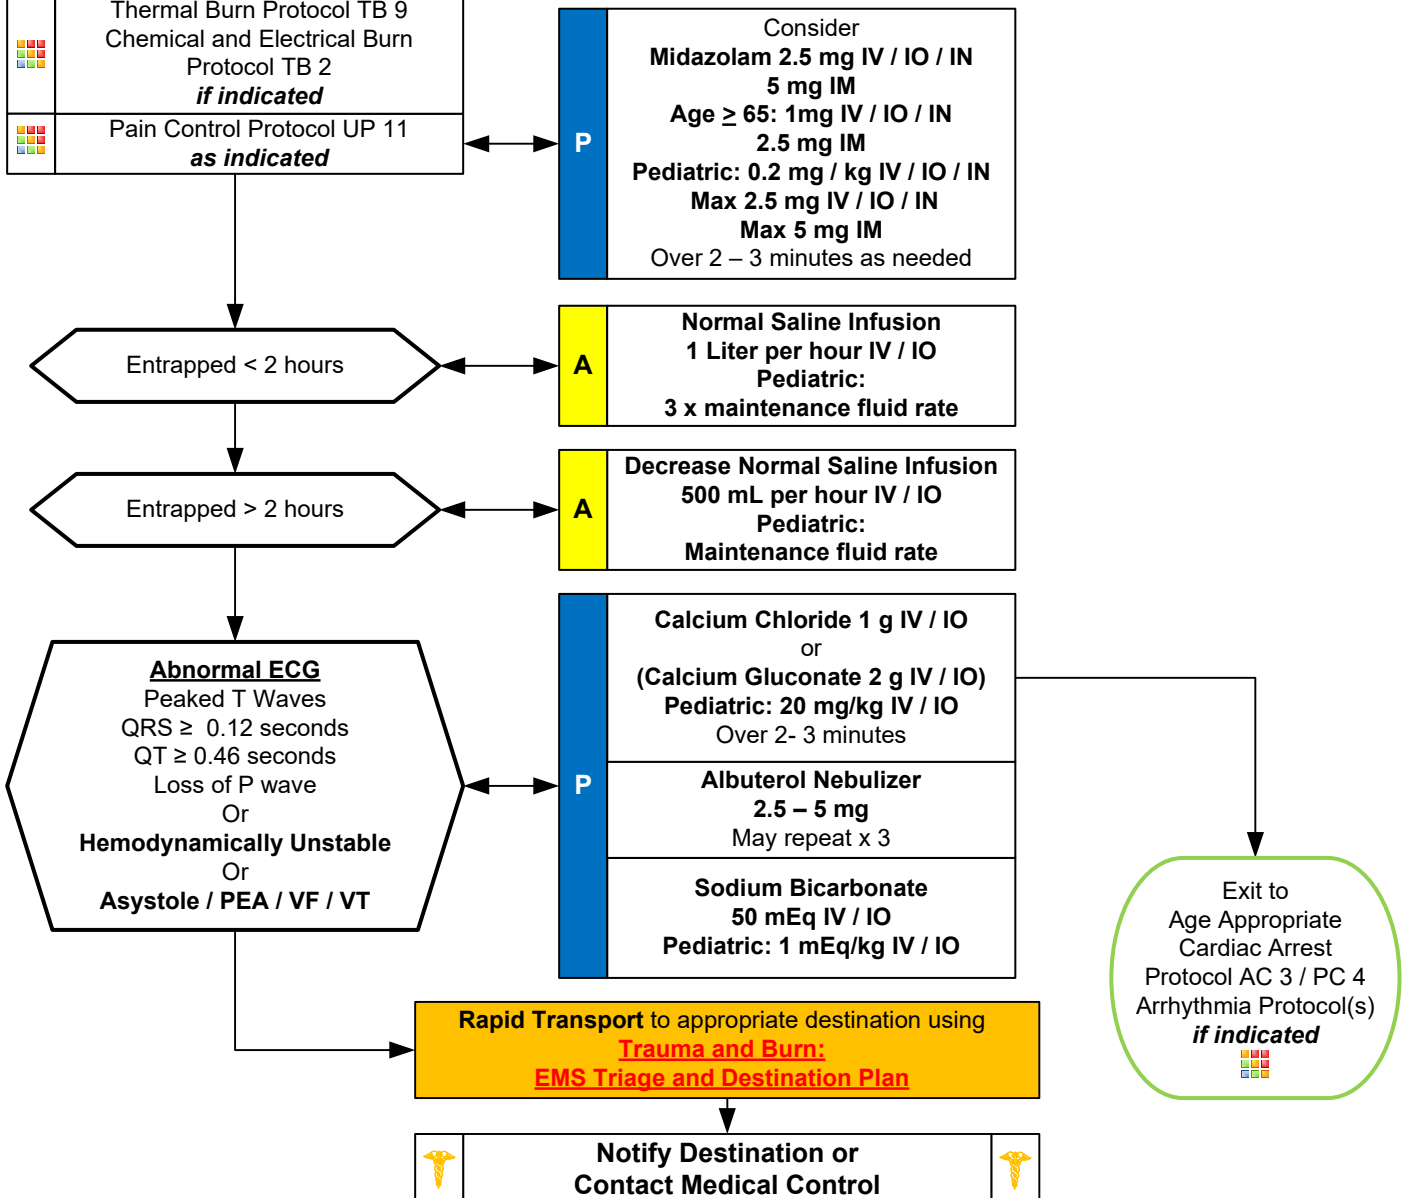 Thermal Burn Protocol TB 9
Chemical and Electrical Burn
Protocol TB 2
if indicated
Pain Control Protocol UP 11
as indicated
P
Consider
Midazolam 2.5 mg IV / IO / IN
5 mg IM
Age ≥ 65: 1mg IV / IO / IN
2.5 mg IM
Pediatric: 0.2 mg / kg IV / IO / IN
Max 2.5 mg IV / IO / IN
Max 5 mg IM
Over 2 – 3 minutes as needed
Entrapped < 2 hours
A
Normal Saline Infusion
1 Liter per hour IV / IO
Pediatric:
3 x maintenance fluid rate
Entrapped > 2 hours
A
Decrease Normal Saline Infusion
500 mL per hour IV / IO
Pediatric:
Maintenance fluid rate
Abnormal ECG
Peaked T Waves
QRS ≥ 0.12 seconds
QT ≥ 0.46 seconds
Loss of P wave
Or
Hemodynamically Unstable
Or
Asystole / PEA / VF / VT
P
Calcium Chloride 1 g IV / IO
or
(Calcium Gluconate 2 g IV / IO)
Pediatric: 20 mg/kg IV / IO
Over 2- 3 minutes
Albuterol Nebulizer
2.5 – 5 mg
May repeat x 3
Sodium Bicarbonate
50 mEq IV / IO
Pediatric: 1 mEq/kg IV / IO
Exit to
Age Appropriate
Cardiac Arrest
Protocol AC 3 / PC 4
Arrhythmia Protocol(s)
if indicated
Rapid Transport to appropriate destination using
Trauma and Burn:
EMS Triage and Destination Plan
Notify Destination or
Contact Medical Control